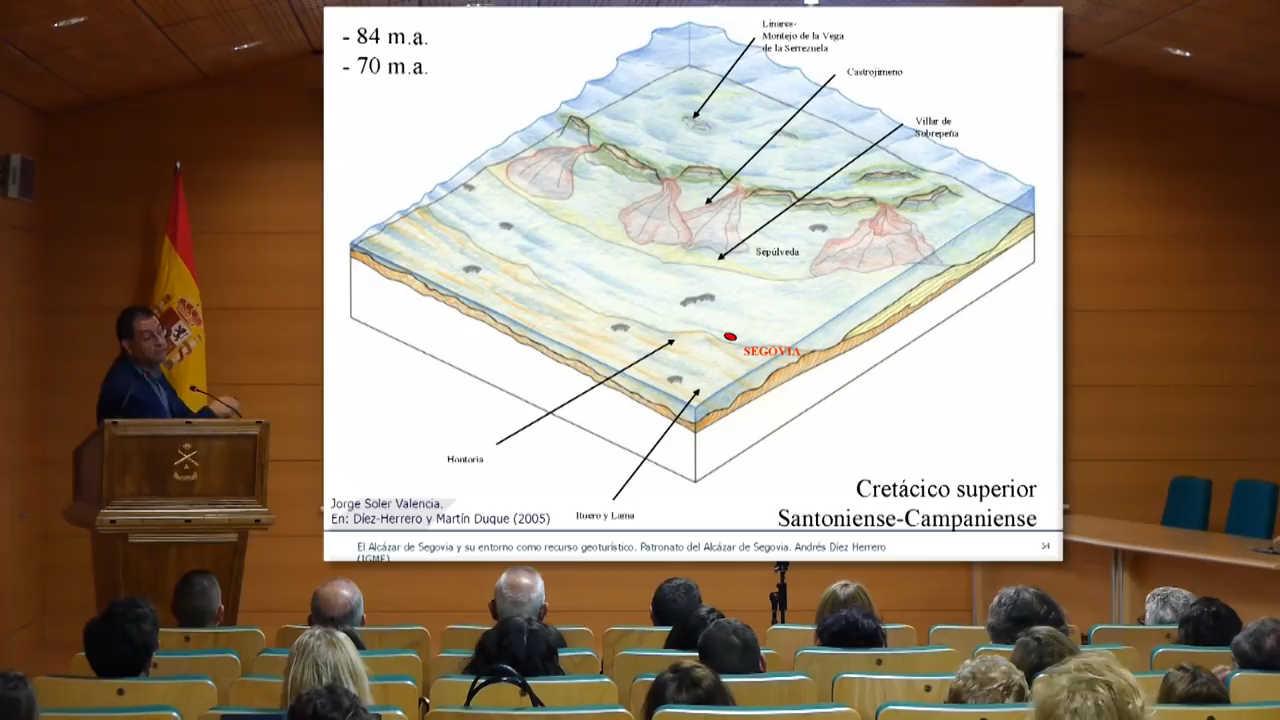 - 84 m.a.
- 70 m.a.
Linares-
Montejo de la Vega
de la Serrezuela
Castrojimeno
Villar de
Sobrepeña
Sepúlveda
SEGOVIA
Hontoria
Ituero y Lama
Cretácico superior
Santoniense-Campaniense
Jorge Soler Valencia.
En: Díez-Herrero y Martín Duque (2005)
El Alcázar de Segovia y su entorno como recurso geoturístico. Patronato del Alcázar de Segovia. Andrés Díez Herrero
(IGME)
54